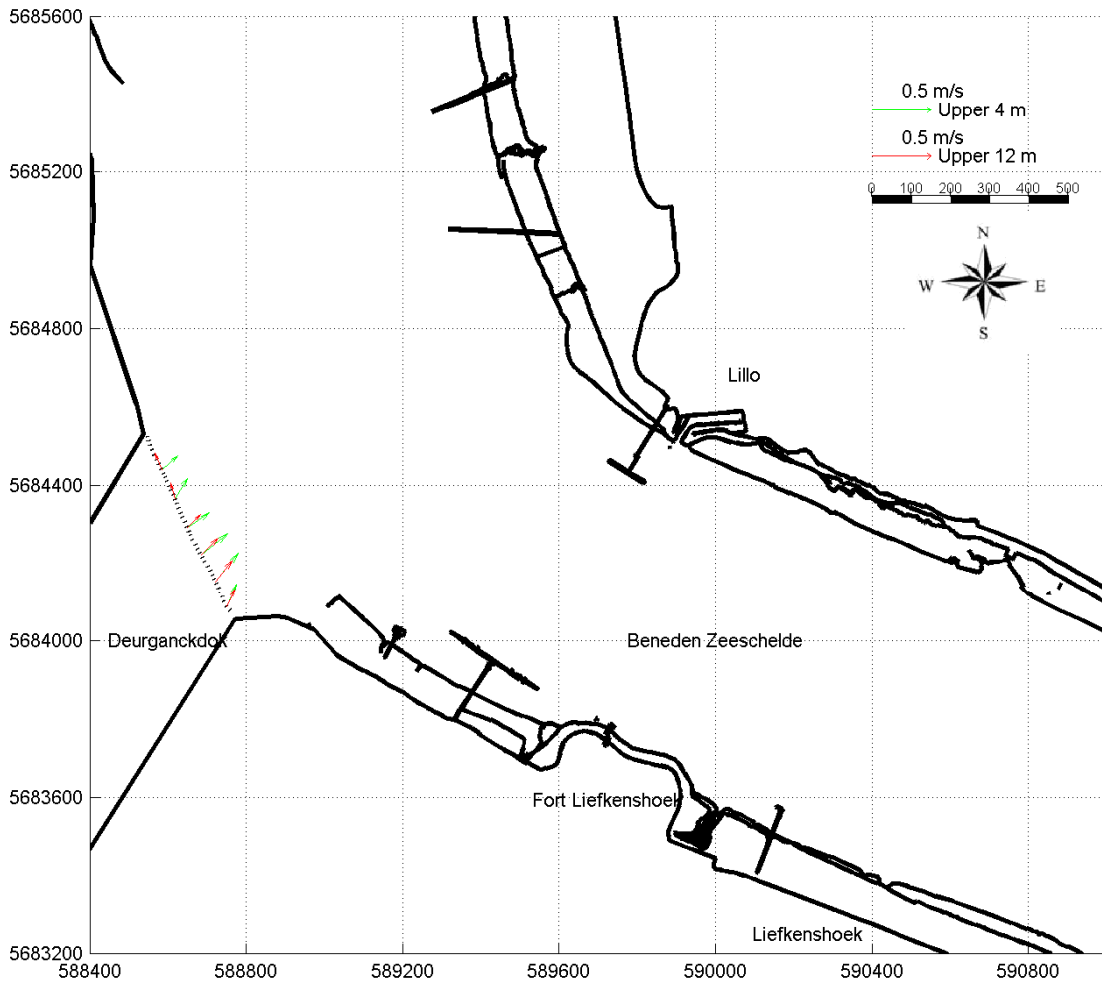 5685600
5685200
5684800
5684400
5684000
5683600
5683200
588400
588800
589200
589600
590000
590400
590800
0.5 m/s
Upper 4 m
0.5 m/s
Upper 12 m
0 100 200 300 400 500
N
W E
S
Lillo
Deurganckdok
Beneden Zeeschelde
Fort Liefkenshoek
Liefkenshoek